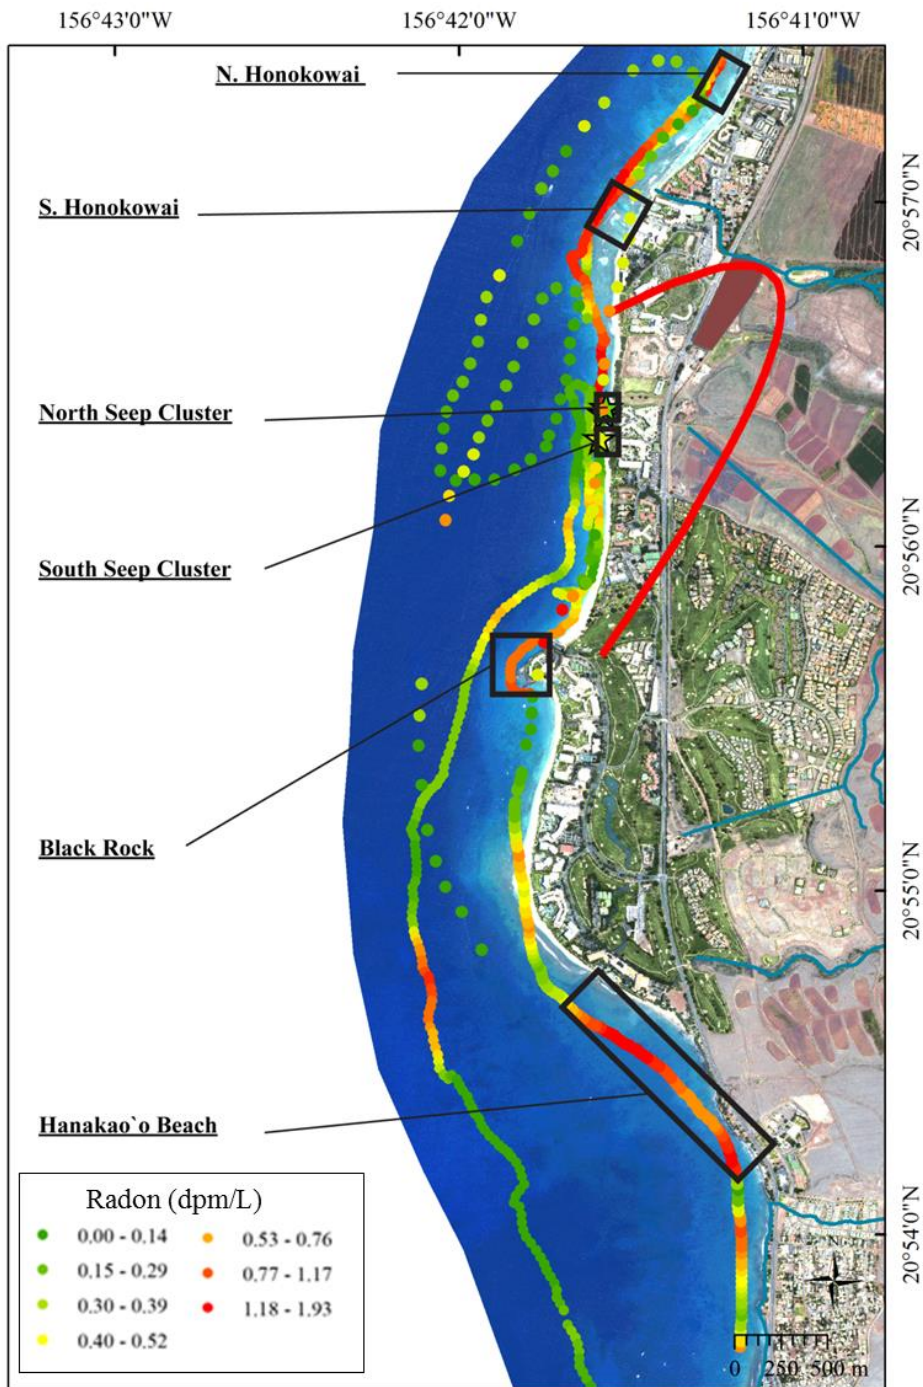 156°43'0"W 156°42'0"W 156°41'0"W
N. Honokowai
20°57'0"N
S. Honokowai
North Seep Cluster
20°56'0"N
South Seep Cluster
Black Rock
20°55'0"N
Hanakao`o Beach
20°54'0"N
Radon (dpm/L)
0.00 - 0.14 0.53 - 0.76
0.15 - 0.29 0.77 - 1.17
0.30 - 0.39 1.18 - 1.93
0.40 - 0.52
N
0 250 500 m